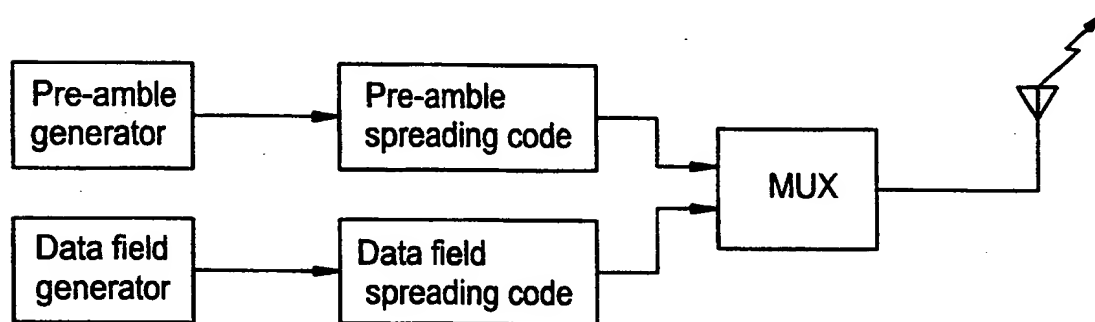 Pre-amble
generator
Pre-amble
spreading code
MUX
Data field
generator
Data field
spreading code